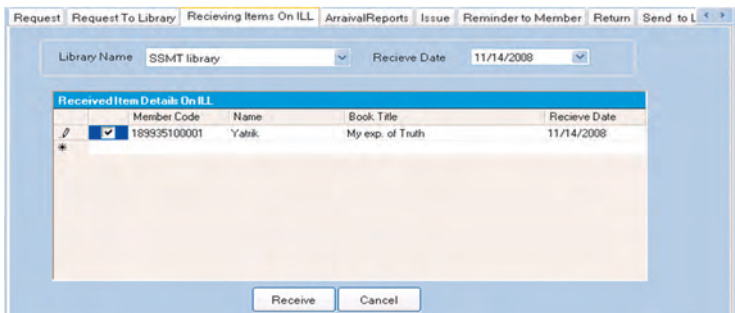 Request Request To Library Recieving Items On ILL ArraivalReports Issue Reminder to Member Return Send to L
Library Name SSMT library Recieve Date 11/14/2008
Received Item Details On ILL
Member Code Name Book Title Recieve Date
189935100001 Yatrik My exp. of Truth 11/14/2008
Receive Cancel